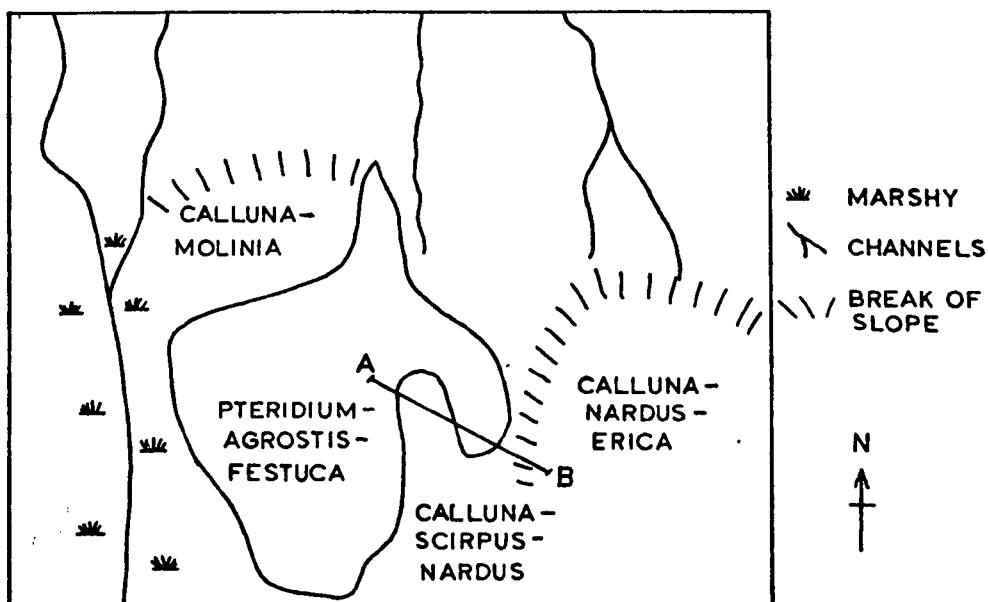 CALLUNA-
MOLINIA
MARSHY
CHANNELS
BREAK OF
SLOPE
A
PTERIDIUM-
AGROSTIS-
FESTUCA
CALLUNA-
NARDUS-
ERICA
B
CALLUNA-
SCIRPUS-
NARDUS
N